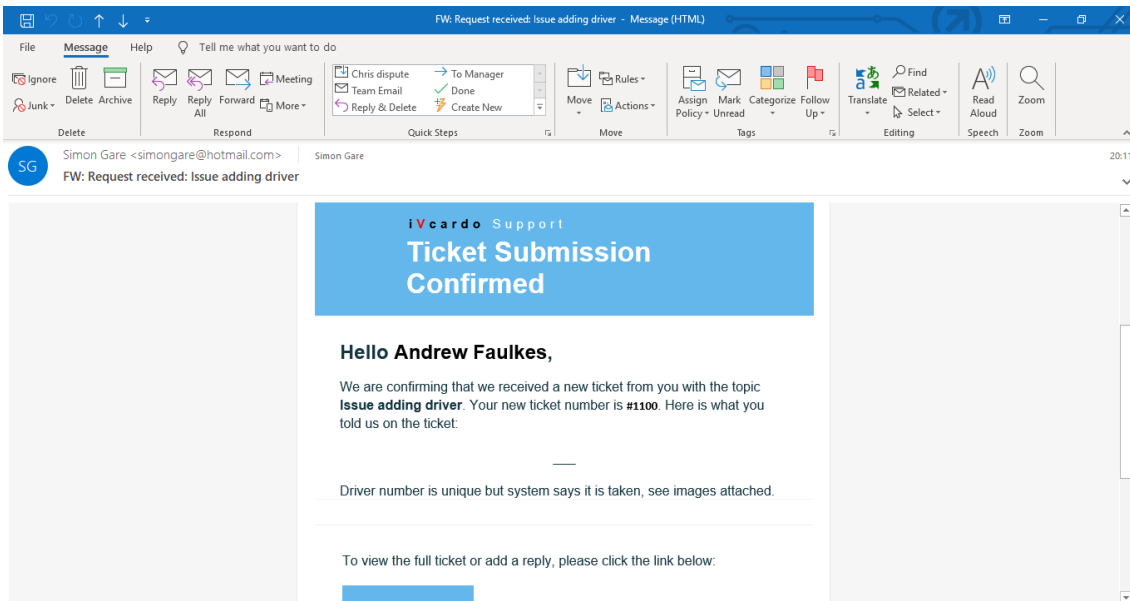 FW: Request received: Issue adding driver - Message (HTML)
File Message Help Tell me what you want to do
Ignore
Junk
Delete
Archive
Delete
Reply
Reply All
Forward
Meeting
More
Respond
Chris dispute
To Manager
Team Email
Done
Reply & Delete
Create New
Quick Steps
Move
Rules
Actions
Move
Assign Policy
Mark Unread
Categorize
Follow Up
Tags
Translate
Find
Related
Select
Editing
Read Aloud
Speech
Zoom
Zoom
SG
Simon Gare <simongare@hotmail.com>
Simon Gare
20:11
FW: Request received: Issue adding driver
iVcardo Support
Ticket Submission
Confirmed
Hello Andrew Faulkes,
We are confirming that we received a new ticket from you with the topic
Issue adding driver. Your new ticket number is #1100. Here is what you
told us on the ticket:
Driver number is unique but system says it is taken, see images attached.
To view the full ticket or add a reply, please click the link below: